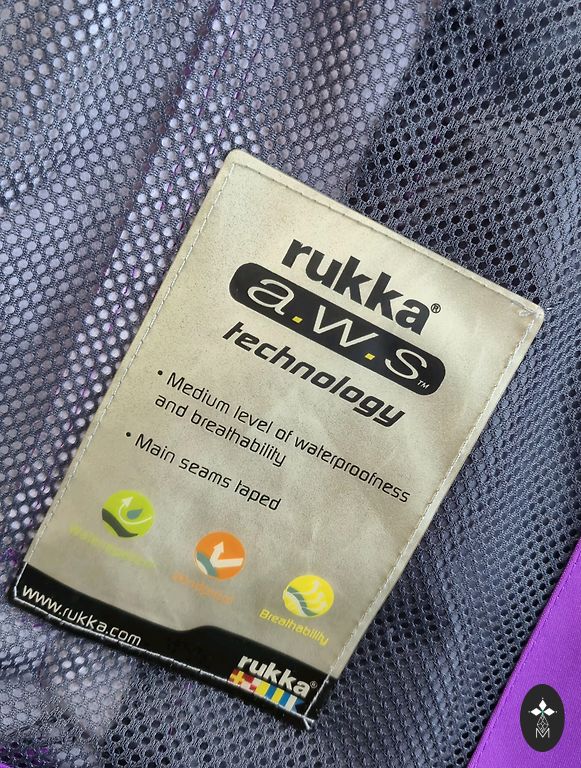 rukka®
a.w.s™
technology
• Medium level of waterproofness
and breathability
• Main seams taped
Breathability
www.rukka.com
rukka®
M